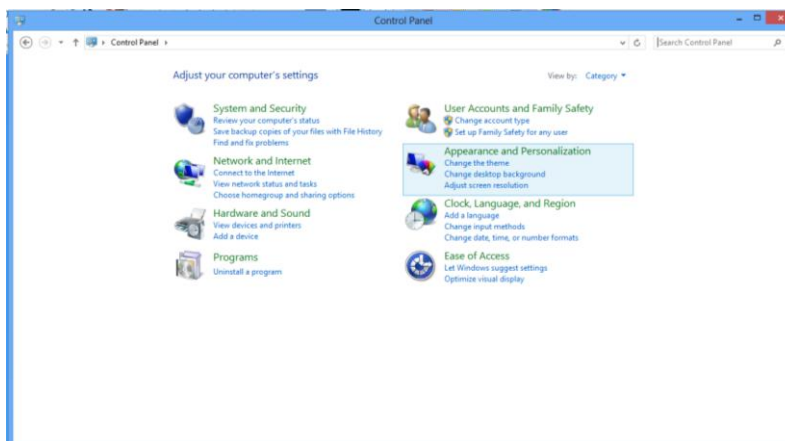 Control Panel
Control Panel
Search Control Panel
Adjust your computer's settings
View by: Category
System and Security
Review your computer's status
Save backup copies of your files with File History
Find and fix problems
Network and Internet
Connect to the Internet
View network status and tasks
Choose homegroup and sharing options
Hardware and Sound
View devices and printers
Add a device
Programs
Uninstall a program
User Accounts and Family Safety
Change account type
Set up Family Safety for any user
Appearance and Personalization
Change the theme
Change desktop background
Adjust screen resolution
Clock, Language, and Region
Add a language
Change input methods
Change date, time, or number formats
Ease of Access
Let Windows suggest settings
Optimize visual display